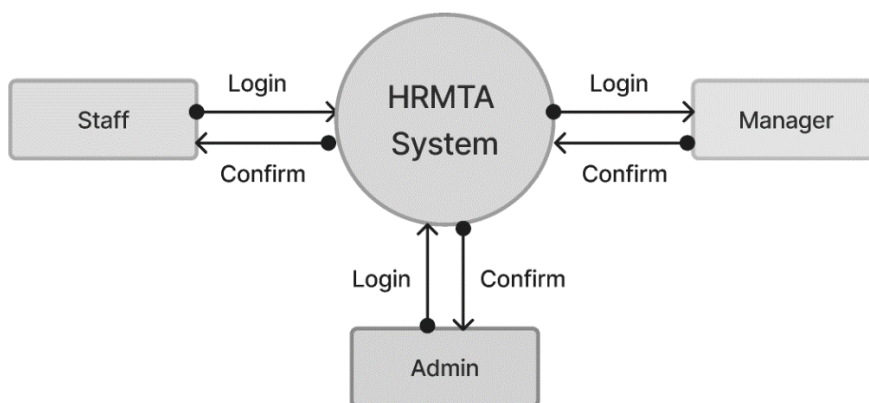 Login
HRMTA
Login
Staff
System
Manager
Confirm
Confirm
Login
Confirm
Admin